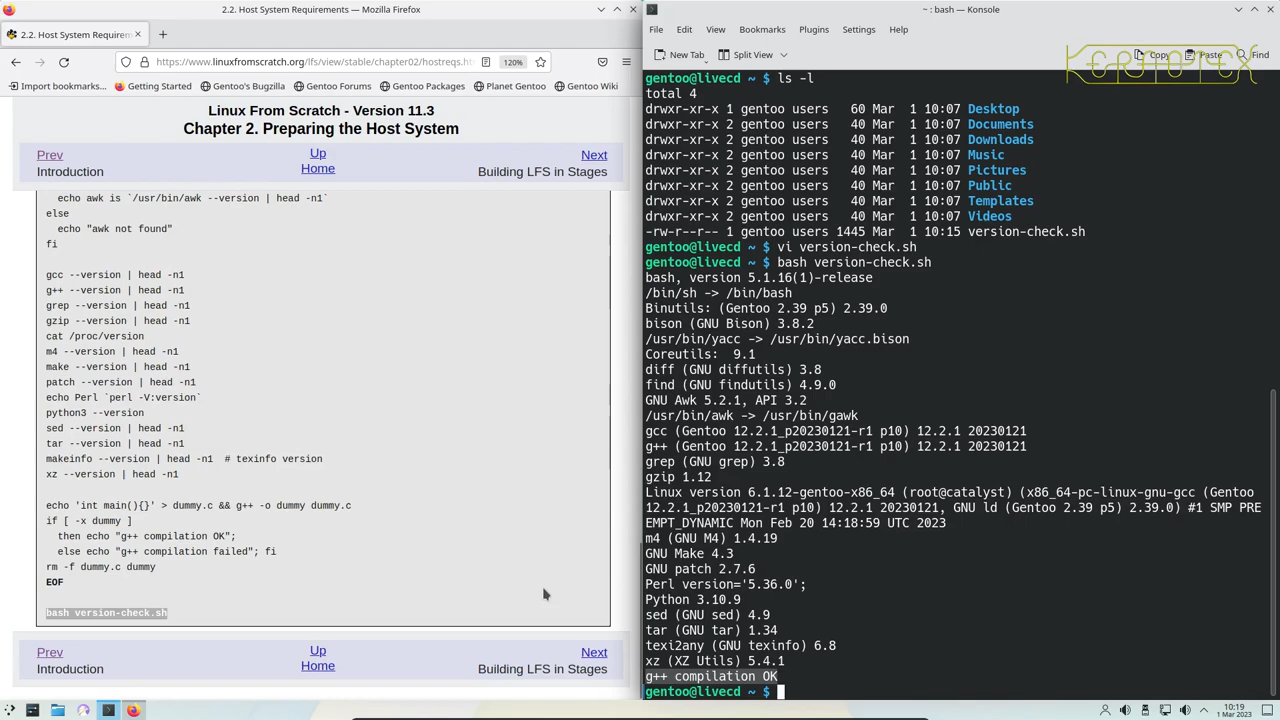 2.2. Host System Requirements — Mozilla Firefox
2.2. Host System Requiremen
https://www.linuxfromscratch.org/lfs/view/stable/chapter02/hostreqs.htm
120%
Import bookmarks...
Getting Started
Gentoo's Bugzilla
Gentoo Forums
Gentoo Packages
Planet Gentoo
Gentoo Wiki
Linux From Scratch - Version 11.3
Chapter 2. Preparing the Host System
Prev
Up
Next
Introduction
Home
Building LFS in Stages
echo awk is `/usr/bin/awk --version | head -n1`
else
echo "awk not found"
fi
gcc --version | head -n1
g++ --version | head -n1
grep --version | head -n1
gzip --version | head -n1
cat /proc/version
m4 --version | head -n1
make --version | head -n1
patch --version | head -n1
echo Perl `perl -V:version`
python3 --version
sed --version | head -n1
tar --version | head -n1
makeinfo --version | head -n1  # texinfo version
xz --version | head -n1
echo 'int main(){}' > dummy.c && g++ -o dummy dummy.c
if [ -x dummy ]
then echo "g++ compilation OK";
else echo "g++ compilation failed"; fi
rm -f dummy.c dummy
EOF
bash version-check.sh
Prev
Up
Next
Introduction
Home
Building LFS in Stages
~ : bash — Konsole
File Edit View Bookmarks Plugins Settings Help
New Tab
Split View
Copy
Paste
Find
KERNOTEX
gentoo@livecd ~ $ ls -l
total 4
drwxr-xr-x 1 gentoo users   60 Mar  1 10:07 Desktop
drwxr-xr-x 2 gentoo users   40 Mar  1 10:07 Documents
drwxr-xr-x 2 gentoo users   40 Mar  1 10:07 Downloads
drwxr-xr-x 2 gentoo users   40 Mar  1 10:07 Music
drwxr-xr-x 2 gentoo users   40 Mar  1 10:07 Pictures
drwxr-xr-x 2 gentoo users   40 Mar  1 10:07 Public
drwxr-xr-x 2 gentoo users   40 Mar  1 10:07 Templates
drwxr-xr-x 2 gentoo users   40 Mar  1 10:07 Videos
-rw-r--r-- 1 gentoo users 1445 Mar  1 10:15 version-check.sh
gentoo@livecd ~ $ vi version-check.sh
gentoo@livecd ~ $ bash version-check.sh
bash, version 5.1.16(1)-release
/bin/sh -> /bin/bash
Binutils: (Gentoo 2.39 p5) 2.39.0
bison (GNU Bison) 3.8.2
/usr/bin/yacc -> /usr/bin/yacc.bison
Coreutils:  9.1
diff (GNU diffutils) 3.8
find (GNU findutils) 4.9.0
GNU Awk 5.2.1, API 3.2
/usr/bin/awk -> /usr/bin/gawk
gcc (Gentoo 12.2.1_p20230121-r1 p10) 12.2.1 20230121
g++ (Gentoo 12.2.1_p20230121-r1 p10) 12.2.1 20230121
grep (GNU grep) 3.8
gzip 1.12
Linux version 6.1.12-gentoo-x86_64 (root@catalyst) (x86_64-pc-linux-gnu-gcc (Gentoo
12.2.1_p20230121-r1 p10) 12.2.1 20230121, GNU ld (Gentoo 2.39 p5) 2.39.0) #1 SMP PRE
EMPT_DYNAMIC Mon Feb 20 14:18:59 UTC 2023
m4 (GNU M4) 1.4.19
GNU Make 4.3
GNU patch 2.7.6
Perl version='5.36.0';
Python 3.10.9
sed (GNU sed) 4.9
tar (GNU tar) 1.34
texi2any (GNU texinfo) 6.8
xz (XZ Utils) 5.4.1
g++ compilation OK
gentoo@livecd ~ $
10:19
1 Mar 2023